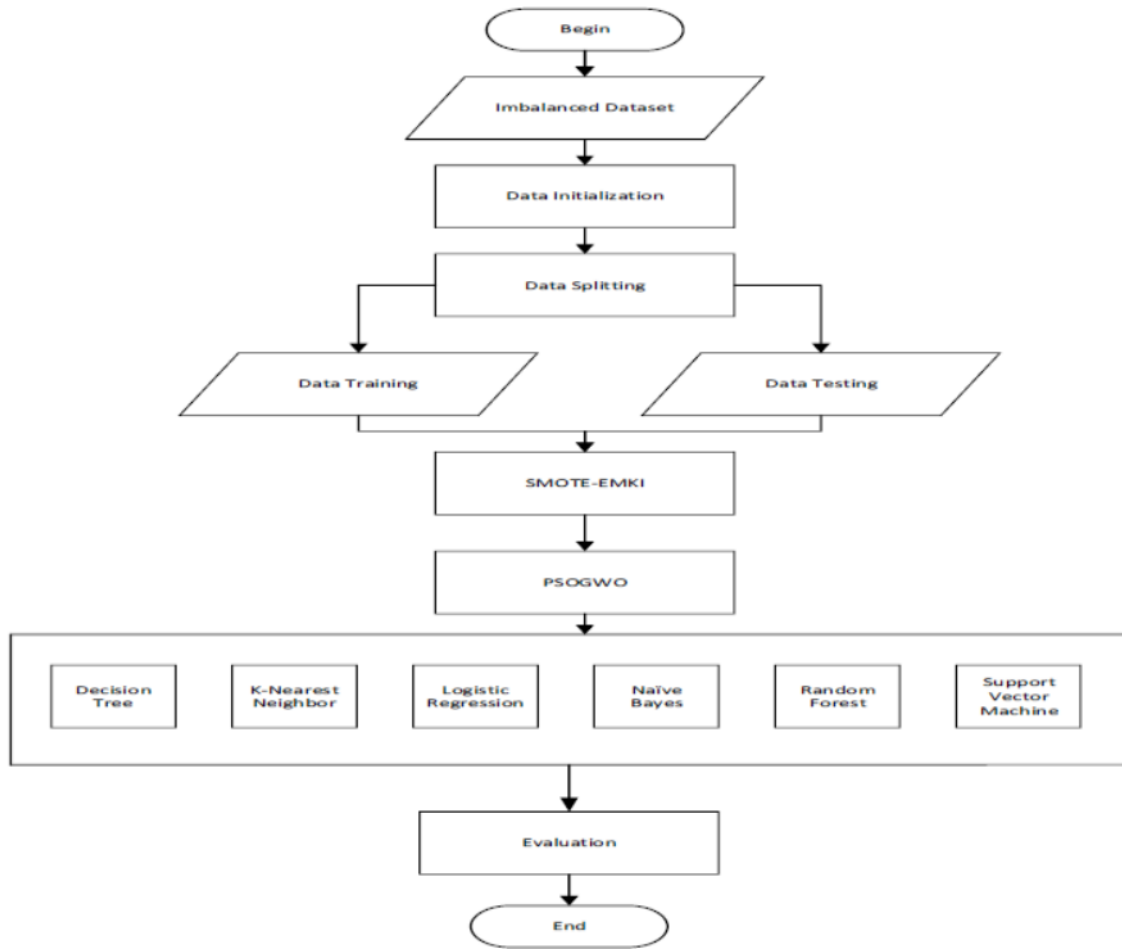 Begin
Imbalanced Dataset
Data Initialization
Data Splitting
Data Training
Data Testing
SMOTE-EMKI
PSOGWO
Decision
Tree
K-Nearest
Neighbor
Logistic
Regression
Naïve
Bayes
Random
Forest
Support
Vector
Machine
Evaluation
End